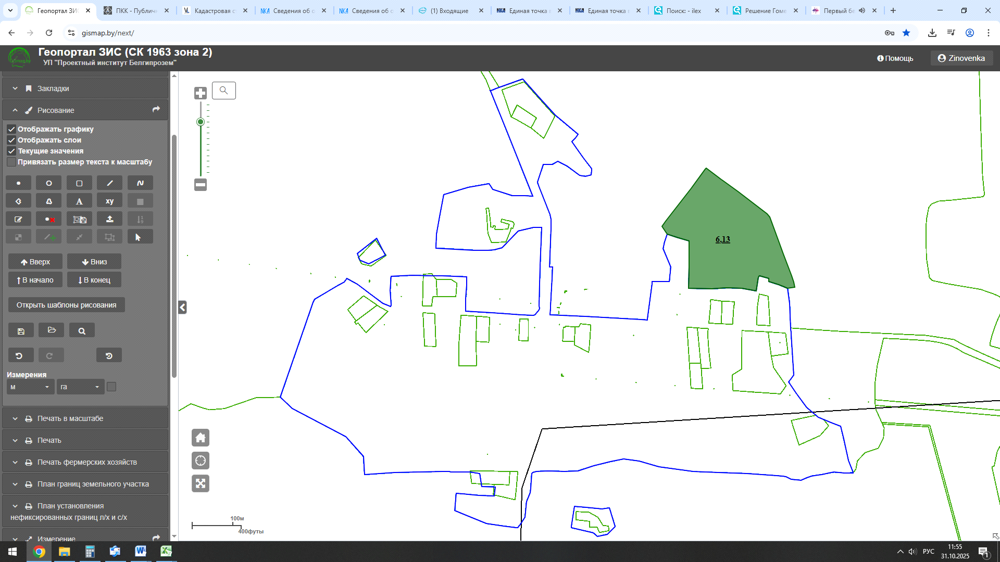 Геопортал ЗИС
ПКК - Публичн
Кадастровая с
Сведения об о
Сведения об о
(1) Входящие
Единая точка в
Единая точка в
Поиск: - ilex
Решение Гоме
Первый бе
gismap.by/next/
Геопортал ЗИС (СК 1963 зона 2)
УП "Проектный институт Белгипрозем"
Помощь
Zinovenka
Закладки
Рисование
Отображать графику
Отображать слои
Текущие значения
Привязать размер текста к масштабу
A
xy
Вверх
Вниз
В начало
В конец
Открыть шаблоны рисования
Измерения
м
га
Печать в масштабе
Печать
Печать фермерских хозяйств
План границ земельного участка
План установления
нефиксированных границ л/х и с/х
Измерение
6,13
100м
400футы
РУС
11:55
31.10.2025
1